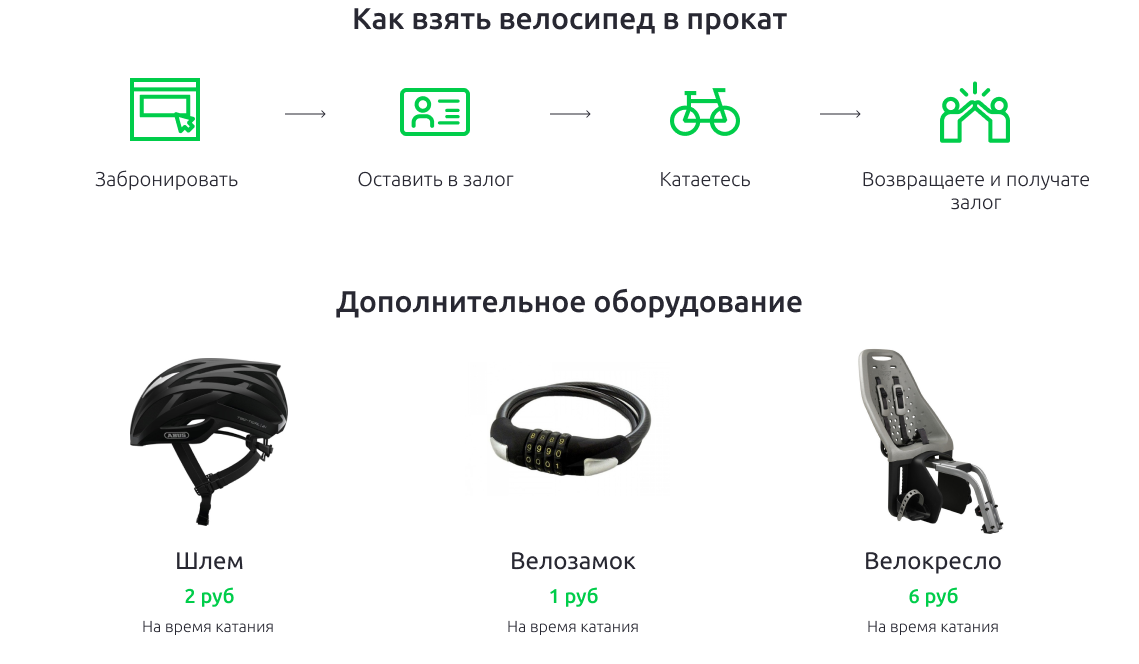 Как взять велосипед в прокат
Забронировать
Оставить в залог
Катаетесь
Возвращаете и получате
залог
Дополнительное оборудование
ABUS
Шлем
2 руб
На время катания
Велозамок
1 руб
На время катания
Велокресло
6 руб
На время катания